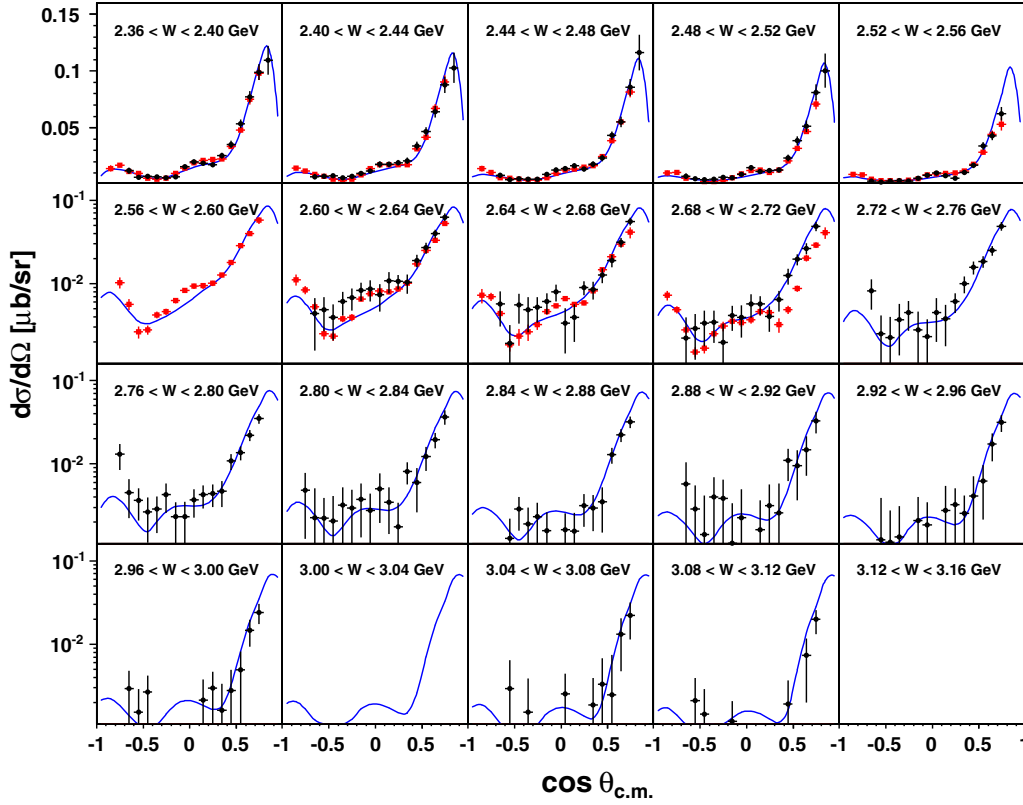 0.15
0.1
0.05
2.36 < W < 2.40 GeV
2.40 < W < 2.44 GeV
2.44 < W < 2.48 GeV
2.48 < W < 2.52 GeV
2.52 < W < 2.56 GeV
10⁻¹
10⁻²
2.56 < W < 2.60 GeV
2.60 < W < 2.64 GeV
2.64 < W < 2.68 GeV
2.68 < W < 2.72 GeV
2.72 < W < 2.76 GeV
dσ/dΩ [μb/sr]
10⁻¹
10⁻²
2.76 < W < 2.80 GeV
2.80 < W < 2.84 GeV
2.84 < W < 2.88 GeV
2.88 < W < 2.92 GeV
2.92 < W < 2.96 GeV
10⁻¹
10⁻²
2.96 < W < 3.00 GeV
3.00 < W < 3.04 GeV
3.04 < W < 3.08 GeV
3.08 < W < 3.12 GeV
3.12 < W < 3.16 GeV
-1 -0.5 0 0.5 -1 -0.5 0 0.5 -1 -0.5 0 0.5 -1 -0.5 0 0.5 -1 -0.5 0 0.5 1
cos θc.m.